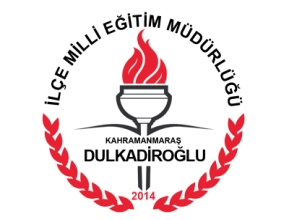 İLÇE MİLLİ EĞİTİM MÜDÜRLÜĞÜ
KAHRAMANMARAŞ
DULKADİROĞLU
2014